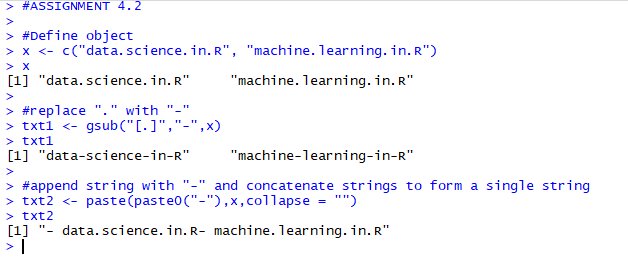 > #ASSIGNMENT 4.2
>
> #Define object
> x <- c("data.science.in.R", "machine.learning.in.R")
> x
[1] "data.science.in.R"     "machine.learning.in.R"
>
> #replace "." with "-"
> txt1 <- gsub("[.]","-",x)
> txt1
[1] "data-science-in-R"     "machine-learning-in-R"
>
> #append string with "-" and concatenate strings to form a single string
> txt2 <- paste(paste0("-"),x,collapse = "")
> txt2
[1] "- data.science.in.R- machine.learning.in.R"
>